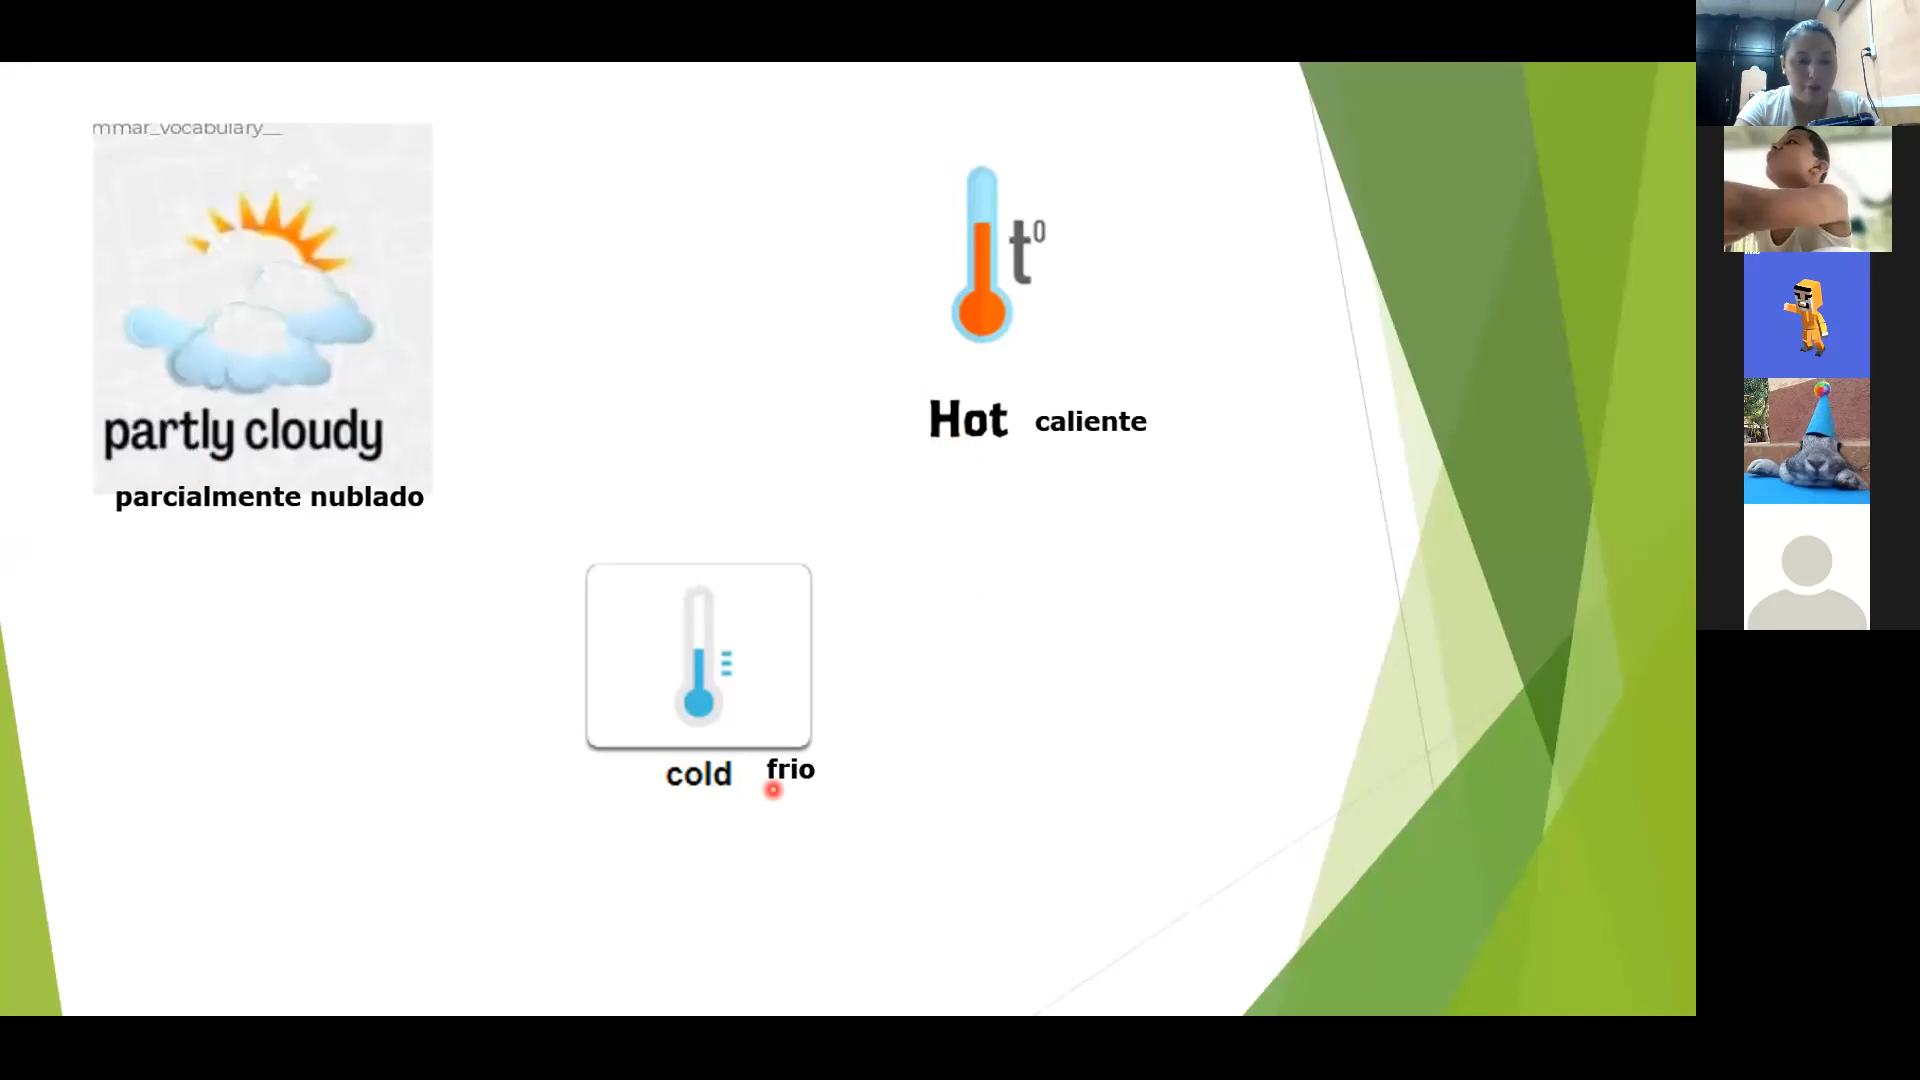 mmar_vocabulary__
partly cloudy
parcialmente nublado
t⁰
Hot caliente
cold frio